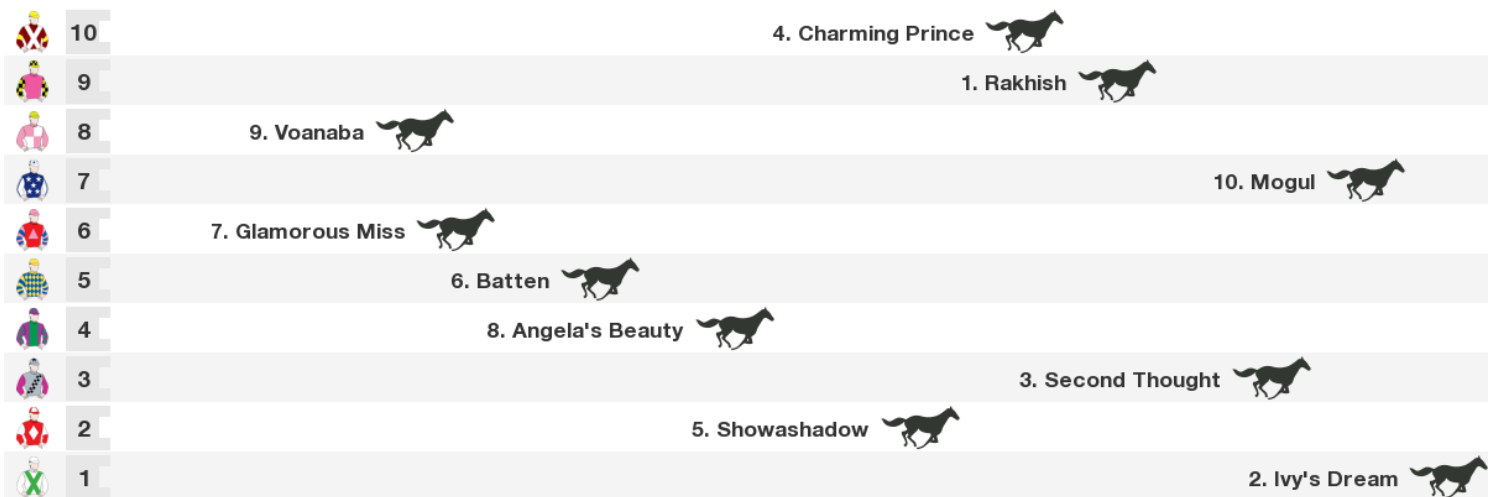 10 4. Charming Prince
9 1. Rakhish
8 9. Voanaba
7 10. Mogul
6 7. Glamorous Miss
5 6. Batten
4 8. Angela's Beauty
3 3. Second Thought
2 5. Showashadow
1 2. Ivy's Dream